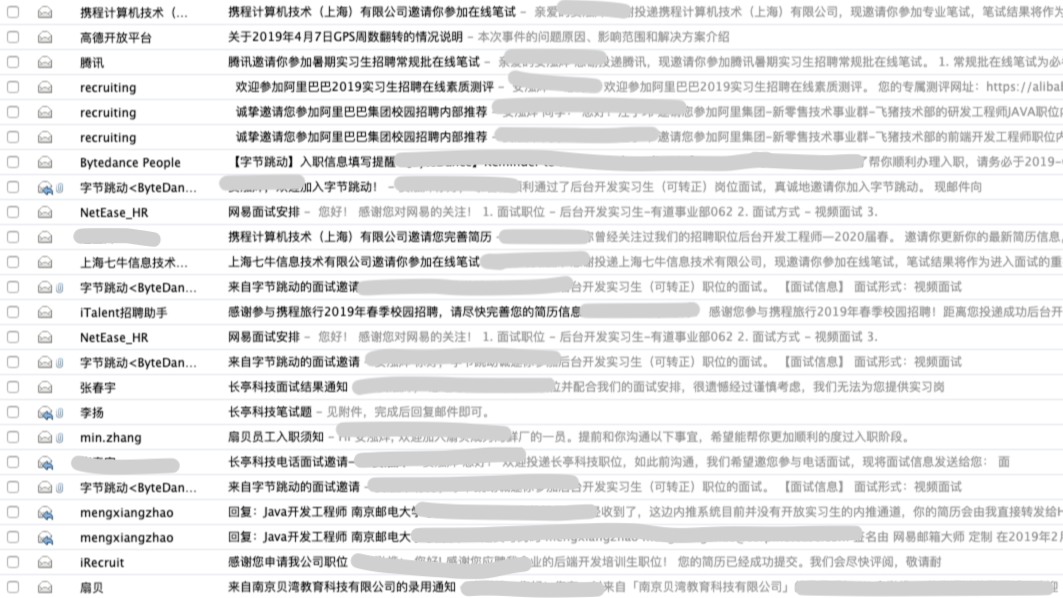 携程计算机技术（... 携程计算机技术（上海）有限公司邀请你参加在线笔试 - 亲爱的 投递携程计算机技术（上海）有限公司，现邀请你参加专业笔试，笔试结果将作为
高德开放平台 关于2019年4月7日GPS周数翻转的情况说明 - 本次事件的问题原因、影响范围和解决方案介绍
腾讯 腾讯邀请你参加暑期实习生招聘常规批在线笔试 - 投递腾讯，现邀请你参加腾讯暑期实习生招聘常规批在线笔试。 1. 常规批在线笔试为必
recruiting 欢迎参加阿里巴巴2019实习生招聘在线素质测评 - 欢迎参加阿里巴巴2019实习生招聘在线素质测评。 您的专属测评网址：https://alibal
recruiting 诚挚邀请您参加阿里巴巴集团校园招聘内部推荐 - 您参加阿里集团-新零售技术事业群-飞猪技术部的研发工程师JAVA职位内
recruiting 诚挚邀请您参加阿里巴巴集团校园招聘内部推荐 - 邀请您参加阿里集团-新零售技术事业群-飞猪技术部的前端开发工程师职位内
Bytedance People 【字节跳动】入职信息填写提醒 了帮你顺利办理入职，请务必于2019-
字节跳动<ByteDan... 欢迎加入字节跳动！ - 利通过了后台开发实习生（可转正）岗位面试，真诚地邀请你加入字节跳动。 现邮件向
NetEase_HR 网易面试安排 - 您好！ 感谢您对网易的关注！ 1. 面试职位 - 后台开发实习生-有道事业部062 2. 面试方式 - 视频面试 3.
携程计算机技术（上海）有限公司邀请您完善简历 - 你曾经关注过我们的招聘职位后台开发工程师—2020届春。 邀请你更新你的最新简历信息，
上海七牛信息技术... 上海七牛信息技术有限公司邀请你参加在线笔试 谢投递上海七牛信息技术有限公司，现邀请你参加在线笔试，笔试结果将作为进入面试的重
字节跳动<ByteDan... 来自字节跳动的面试邀请 台开发实习生（可转正）职位的面试。 【面试信息】 面试形式：视频面试
iTalent招聘助手 感谢参与携程旅行2019年春季校园招聘，请尽快完善您的简历信息 感谢您参与携程旅行2019年春季校园招聘！距离您投递成功后台开
NetEase_HR 网易面试安排 - 您好！ 感谢您对网易的关注！ 1. 面试职位 - 后台开发实习生-有道事业部062 2. 面试方式 - 视频面试 3.
字节跳动<ByteDan... 来自字节跳动的面试邀请 后台开发实习生（可转正）职位的面试。 【面试信息】 面试形式：视频面试
张春宇 长亭科技面试结果通知 并配合我们的面试安排，很遗憾经过谨慎考虑，我们无法为您提供实习岗
李扬 长亭科技笔试题 - 见附件，完成后回复邮件即可。
min.zhang 扇贝员工入职须知 - 的一员。提前和你沟通以下事宜，希望能帮你更加顺利的度过入职阶段。
长亭科技电话面试邀请- 欢迎投递长亭科技职位，如此前沟通，我们希望邀您参与电话面试，现将面试信息发送给您： 面
字节跳动<ByteDan... 来自字节跳动的面试邀请 - 台开发实习生（可转正）职位的面试。 【面试信息】 面试形式：视频面试
mengxiangzhao 回复：Java开发工程师 南京邮电大学 收到了，这边内推系统目前并没有开放实习生的内推通道，你的简历会由我直接转发给H
mengxiangzhao 回复：Java开发工程师 南京邮电大 签名由 网易邮箱大师 定制 在2019年2月
iRecruit 感谢您申请我公司职位 您好！感谢您应聘 业的后端开发培训生职位！ 您的简历已经成功提交。我们会尽快评阅，敬请耐
扇贝 来自南京贝湾教育科技有限公司的录用通知 来自「南京贝湾教育科技有限公司」 迎